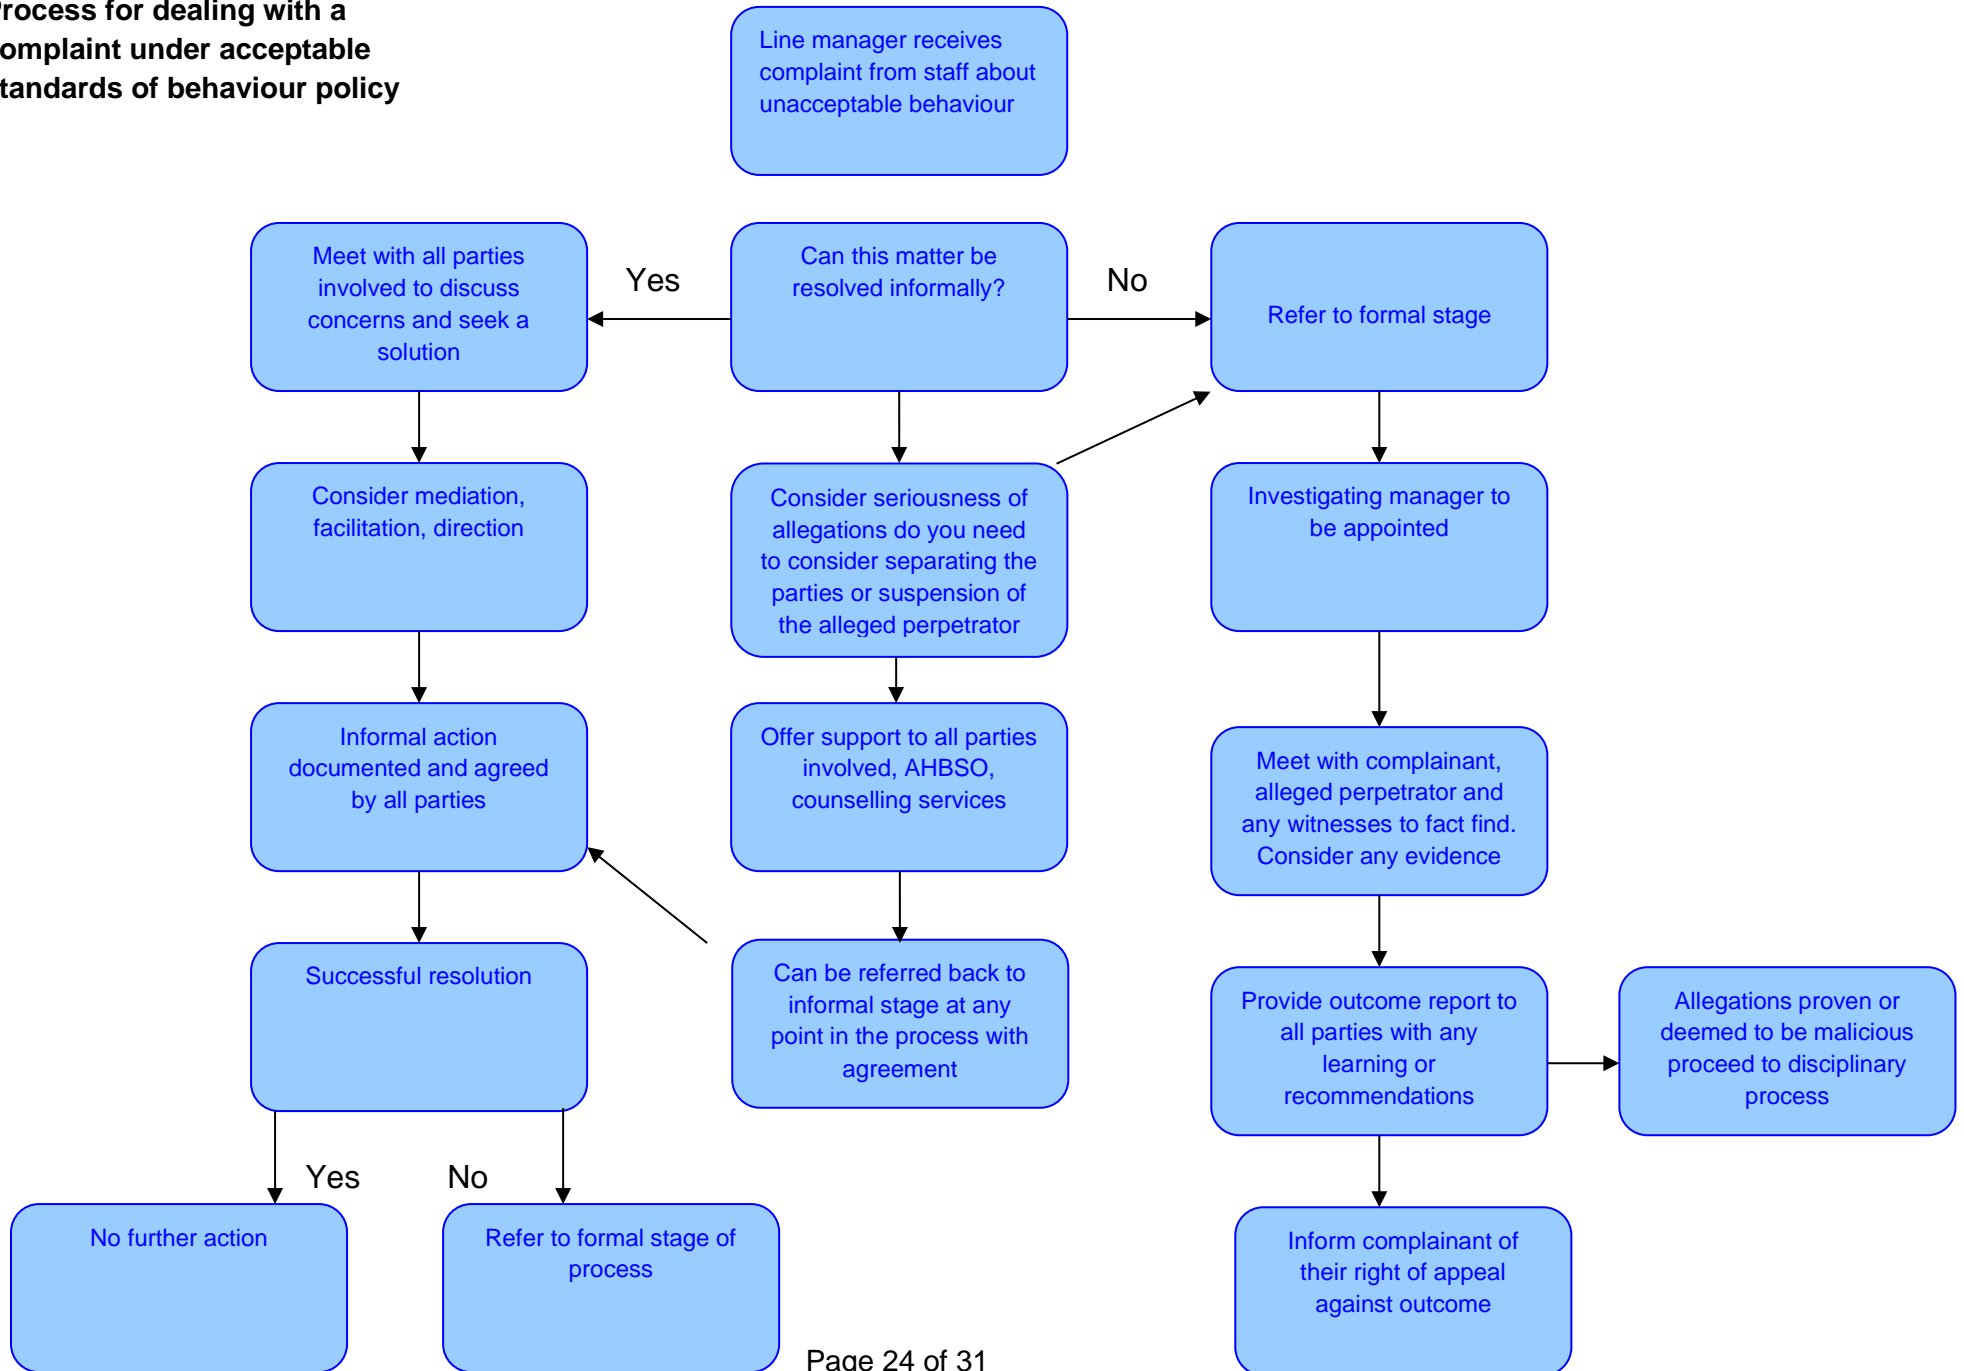 Process for dealing with a
complaint under acceptable
standards of behaviour policy
Line manager receives
complaint from staff about
unacceptable behaviour
Meet with all parties
involved to discuss
concerns and seek a
solution
Yes
Can this matter be
resolved informally?
No
Refer to formal stage
Consider mediation,
facilitation, direction
Consider seriousness of
allegations do you need
to consider separating the
parties or suspension of
the alleged perpetrator
Investigating manager to
be appointed
Informal action
documented and agreed
by all parties
Offer support to all parties
involved, AHBSO,
counselling services
Meet with complainant,
alleged perpetrator and
any witnesses to fact find.
Consider any evidence
Successful resolution
Can be referred back to
informal stage at any
point in the process with
agreement
Provide outcome report to
all parties with any
learning or
recommendations
Allegations proven or
deemed to be malicious
proceed to disciplinary
process
Yes
No
No further action
Refer to formal stage of
process
Inform complainant of
their right of appeal
against outcome
Page 24 of 31